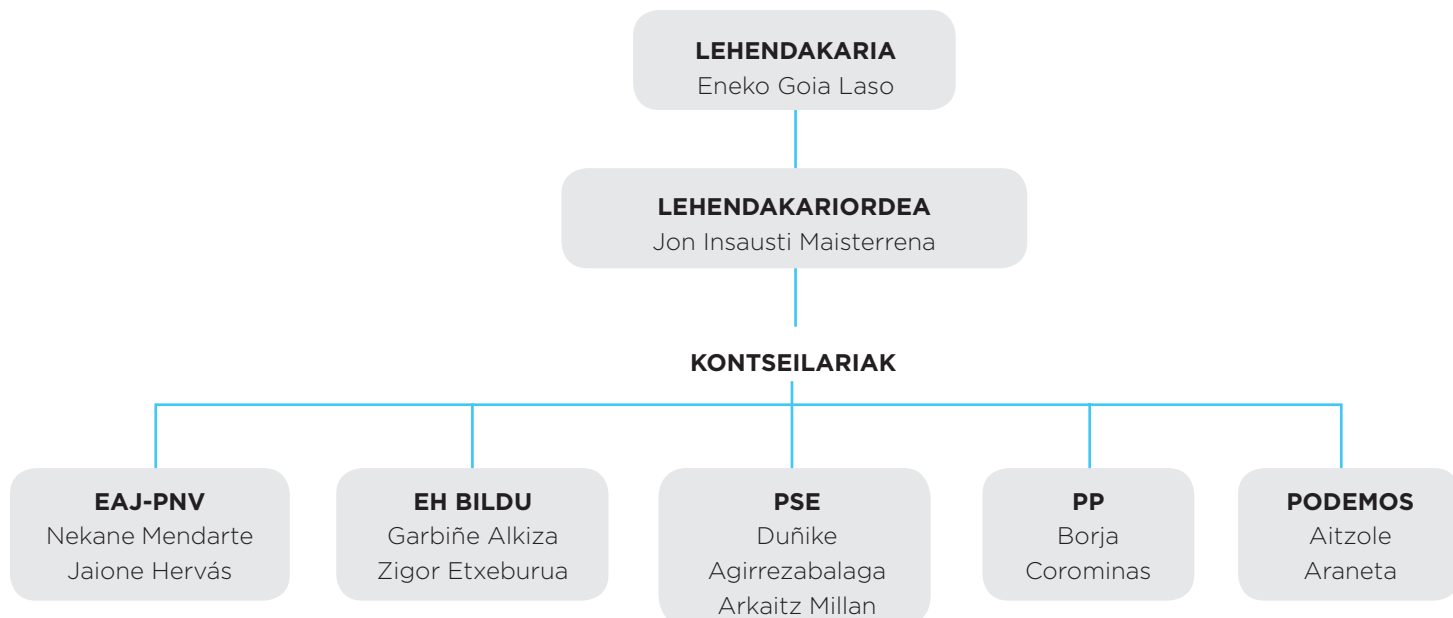 LEHENDAKARIA
Eneko Goia Laso
LEHENDAKARIORDEA
Jon Insausti Maisterrena
KONTSEILARIAK
EAJ-PNV
Nekane Mendarte
Jaione Hervás
EH BILDU
Garbiñe Alkiza
Zigor Etxeburua
PSE
Duñike
Agirrezabalaga
Arkaitz Millan
PP
Borja
Corominas
PODEMOS
Aitzole
Araneta